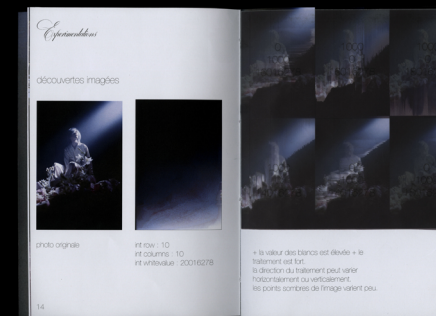 Expérimentations
découvertes imagées
photo originale
int row : 10
int columns : 10
int whitevalue : 20016278
+ la valeur des blancs est élevée + le
traitement est fort.
la direction du traitement peut varier
horizontalement ou verticalement.
les points sombres de l'image varient peu..
14